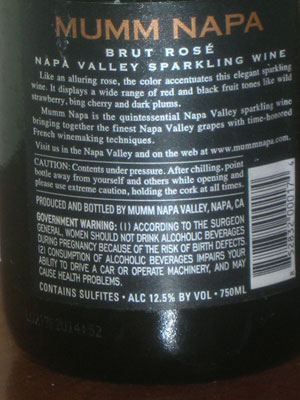 MUMM NAPA
BRUT ROSÉ
NAPA VALLEY SPARKLING WINE
Like an alluring rose, the color accentuates this elegant sparkling
wine. It displays a wide range of red and black fruit tones like wild
strawberry, bing cherry and dark plums.
Mumm Napa is the quintessential Napa Valley sparkling wine
bringing together the finest Napa Valley grapes with time-honored
French winemaking techniques.
Visit us in the Napa Valley and on the web at www.mummnapa.com.
CAUTION: Contents under pressure. After chilling, point
bottle away from yourself and others while opening and
please use extreme caution, holding the cork at all times.
PRODUCED AND BOTTLED BY MUMM NAPA VALLEY, NAPA, CA
GOVERNMENT WARNING: (1) ACCORDING TO THE SURGEON
GENERAL, WOMEN SHOULD NOT DRINK ALCOHOLIC BEVERAGES
DURING PREGNANCY BECAUSE OF THE RISK OF BIRTH DEFECTS.
(2) CONSUMPTION OF ALCOHOLIC BEVERAGES IMPAIRS YOUR
ABILITY TO DRIVE A CAR OR OPERATE MACHINERY, AND MAY
CAUSE HEALTH PROBLEMS.
CONTAINS SULFITES • ALC 12.5% BY VOL • 750ML